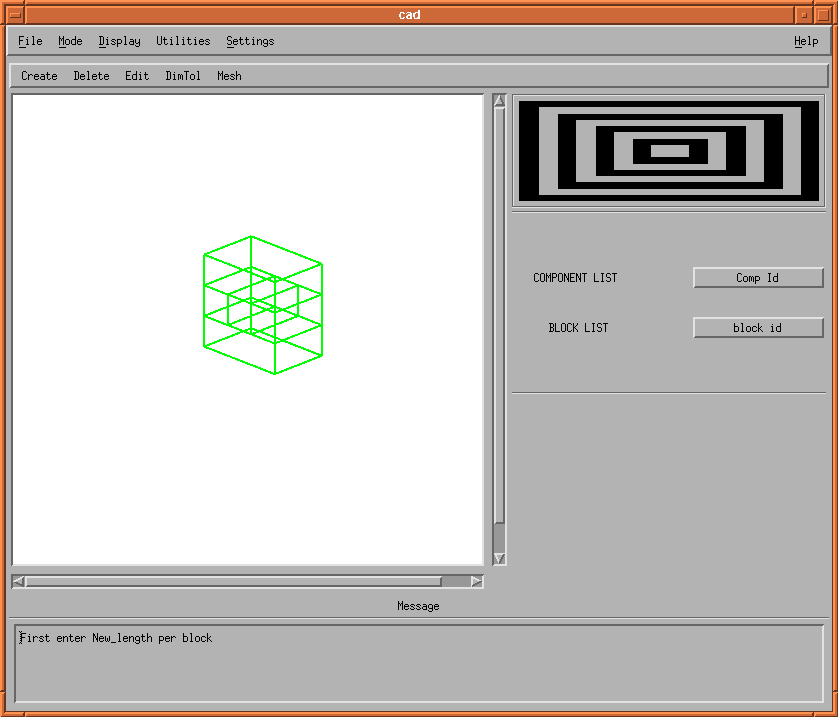 cad
File Mode Display Utilities Settings Help
Create Delete Edit DimTol Mesh
COMPONENT LIST Comp Id
BLOCK LIST block id
Message
First enter New_length per block